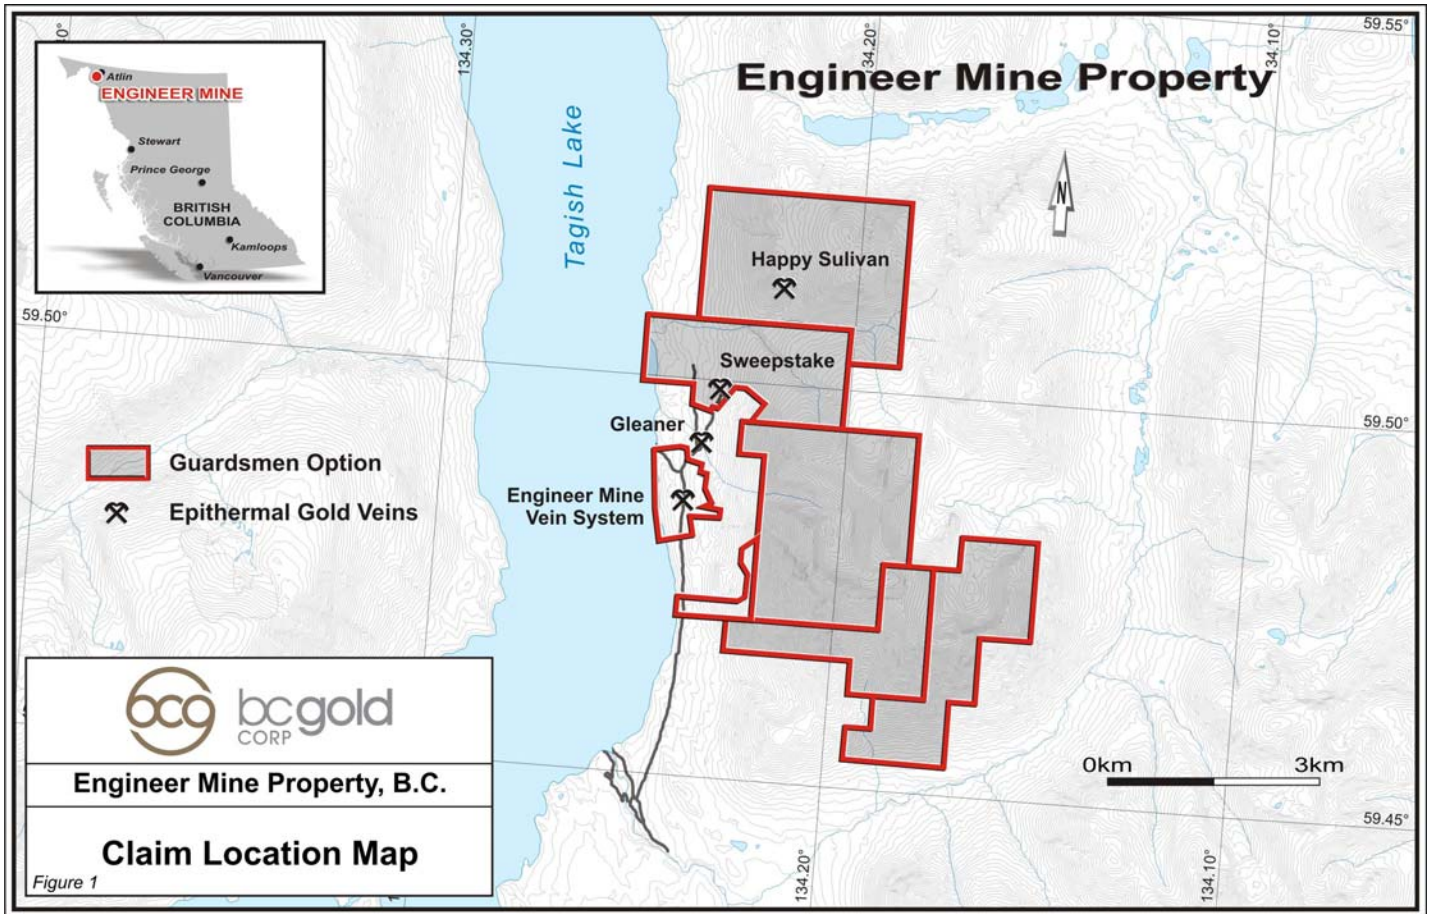 Engineer Mine Property
59.55°
134.30°
134.20°
134.10°
Atlin
ENGINEER MINE
Stewart
Prince George
BRITISH
COLUMBIA
Kamloops
Vancouver
Tagish Lake
N
59.50°
Happy Sulivan
Sweepstake
Gleaner
59.50°
Engineer Mine
Vein System
Guardsmen Option
Epithermal Gold Veins
bcg
bcgold
CORP
Engineer Mine Property, B.C.
Claim Location Map
Figure 1
0km
3km
59.45°
134.20°
134.10°